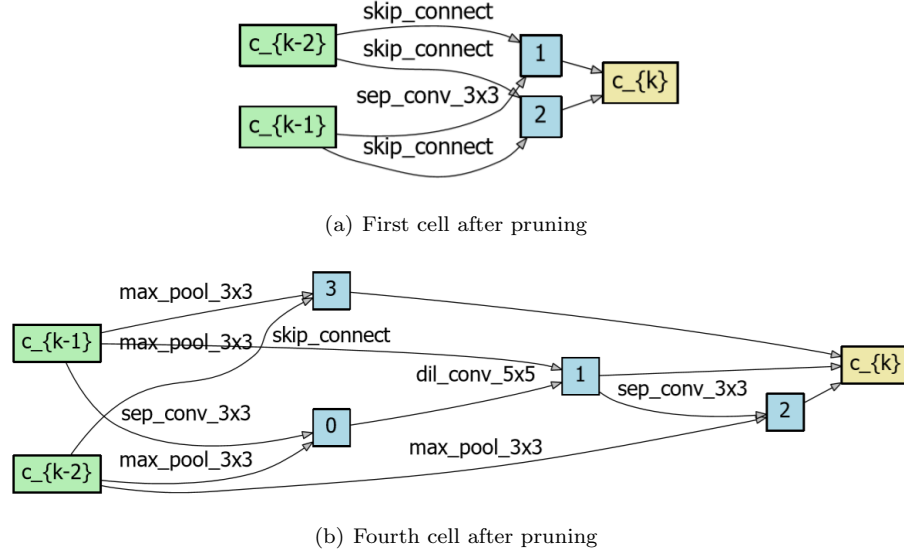 skip_connect
c_{k-2}
skip_connect
1
c_{k}
sep_conv_3x3
2
c_{k-1}
skip_connect
(a) First cell after pruning
max_pool_3x3
3
c_{k-1}
max_pool_3x3
skip_connect
c_{k}
dil_conv_5x5
1
sep_conv_3x3
sep_conv_3x3
0
2
c_{k-2}
max_pool_3x3
max_pool_3x3
(b) Fourth cell after pruning